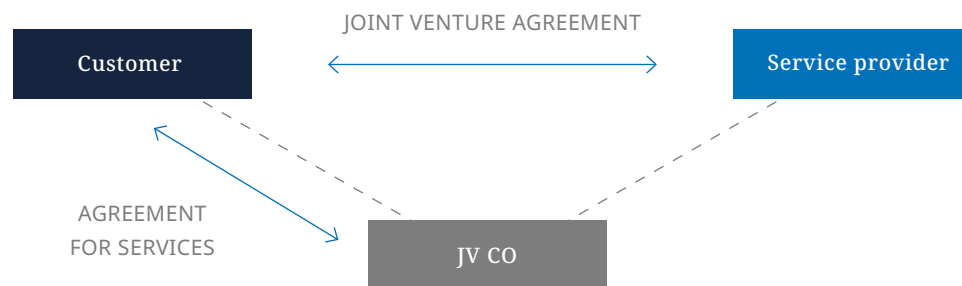 JOINT VENTURE AGREEMENT
Customer
Service provider
AGREEMENT
FOR SERVICES
JV CO